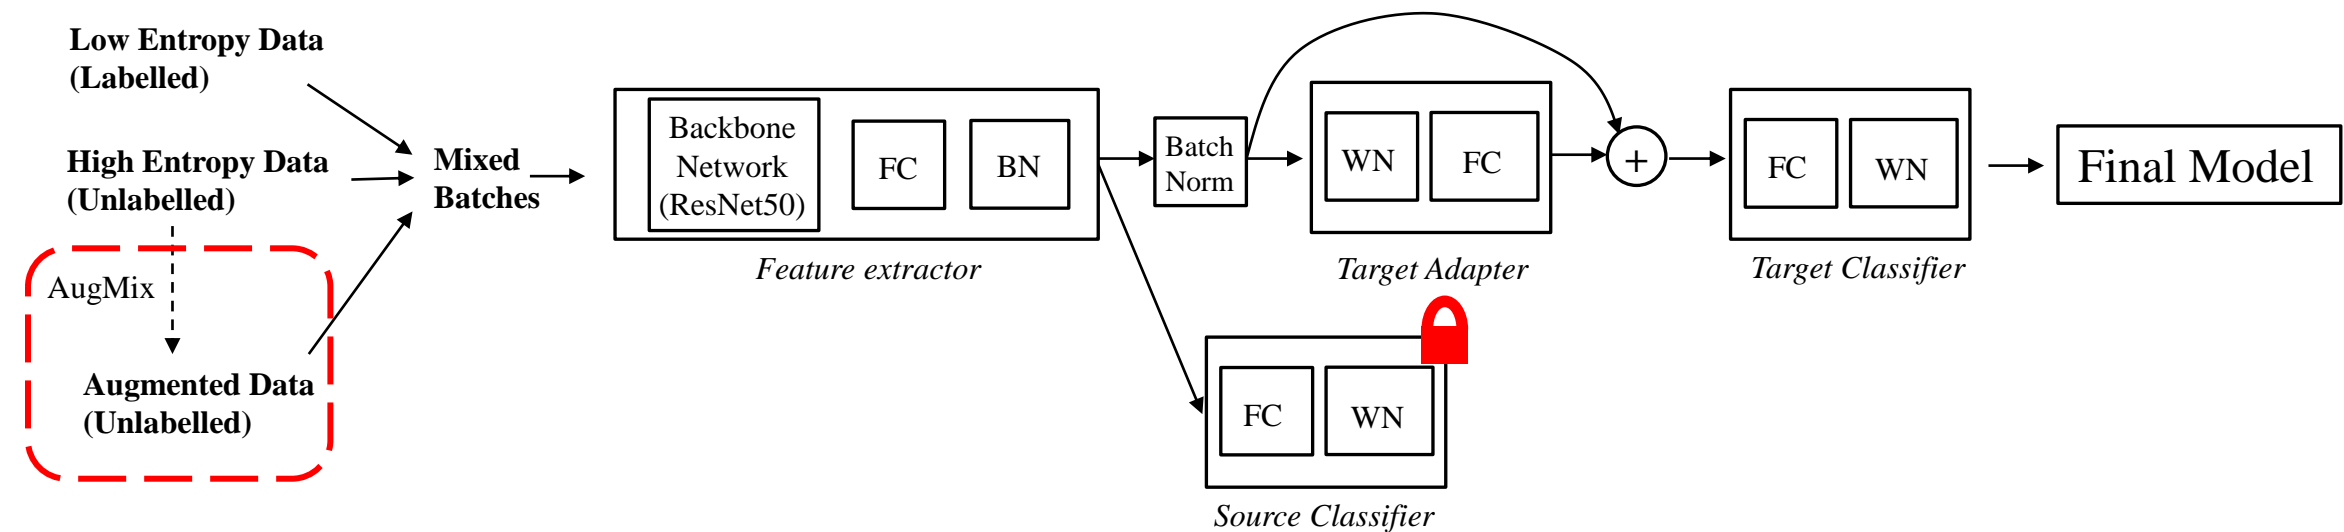 Low Entropy Data
(Labelled)
High Entropy Data
(Unlabelled)
AugMix
Augmented Data
(Unlabelled)
Mixed
Batches
Backbone
Network
(ResNet50)
FC
BN
Feature extractor
Batch
Norm
WN
FC
Target Adapter
+
FC
WN
Target Classifier
Final Model
FC
WN
Source Classifier